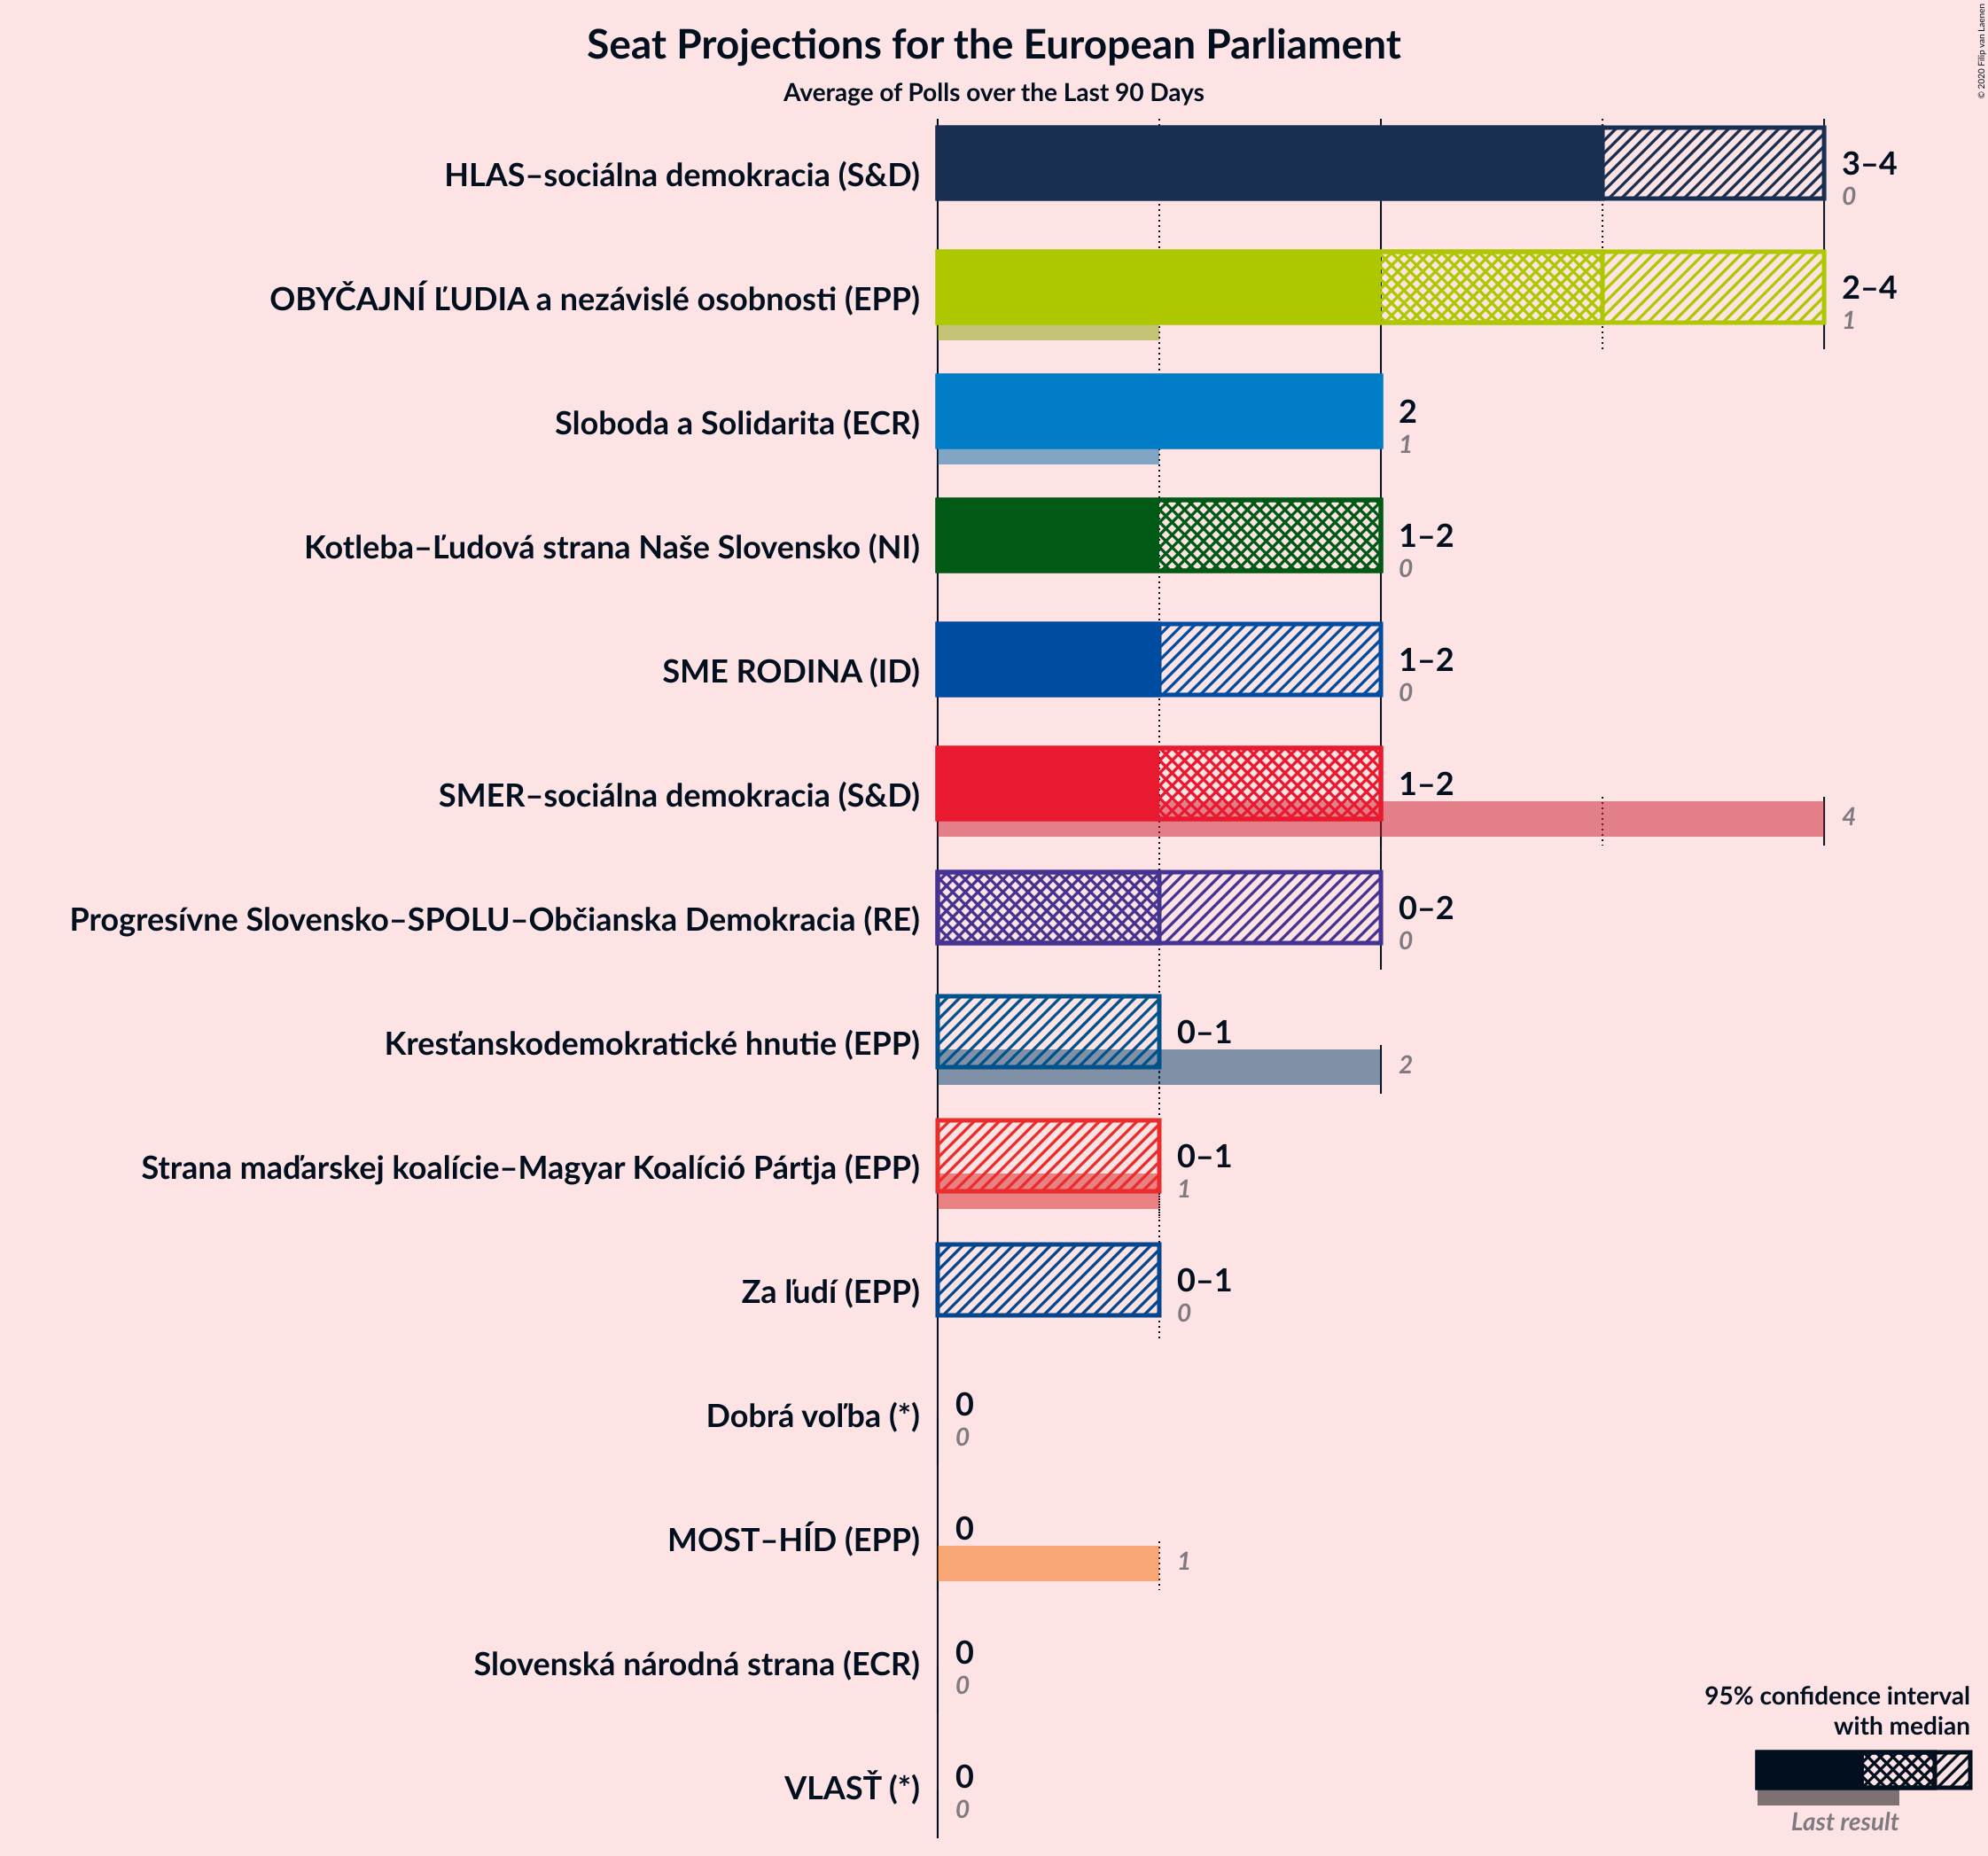 Seat Projections for the European Parliament
Average of Polls over the Last 90 Days
© 2020 Filip van Laenen
HLAS–sociálna demokracia (S&D)
3–4
0
OBYČAJNÍ ĽUDIA a nezávislé osobnosti (EPP)
2–4
1
Sloboda a Solidarita (ECR)
2
1
Kotleba–Ľudová strana Naše Slovensko (NI)
1–2
0
SME RODINA (ID)
1–2
0
SMER–sociálna demokracia (S&D)
1–2
4
Progresívne Slovensko–SPOLU–Občianska Demokracia (RE)
0–2
0
Kresťanskodemokratické hnutie (EPP)
0–1
2
Strana maďarskej koalície–Magyar Koalíció Pártja (EPP)
0–1
1
Za ľudí (EPP)
0–1
0
Dobrá voľba (*)
0
0
MOST–HÍD (EPP)
0
1
Slovenská národná strana (ECR)
0
0
VLASŤ (*)
0
0
95% confidence interval
with median
Last result